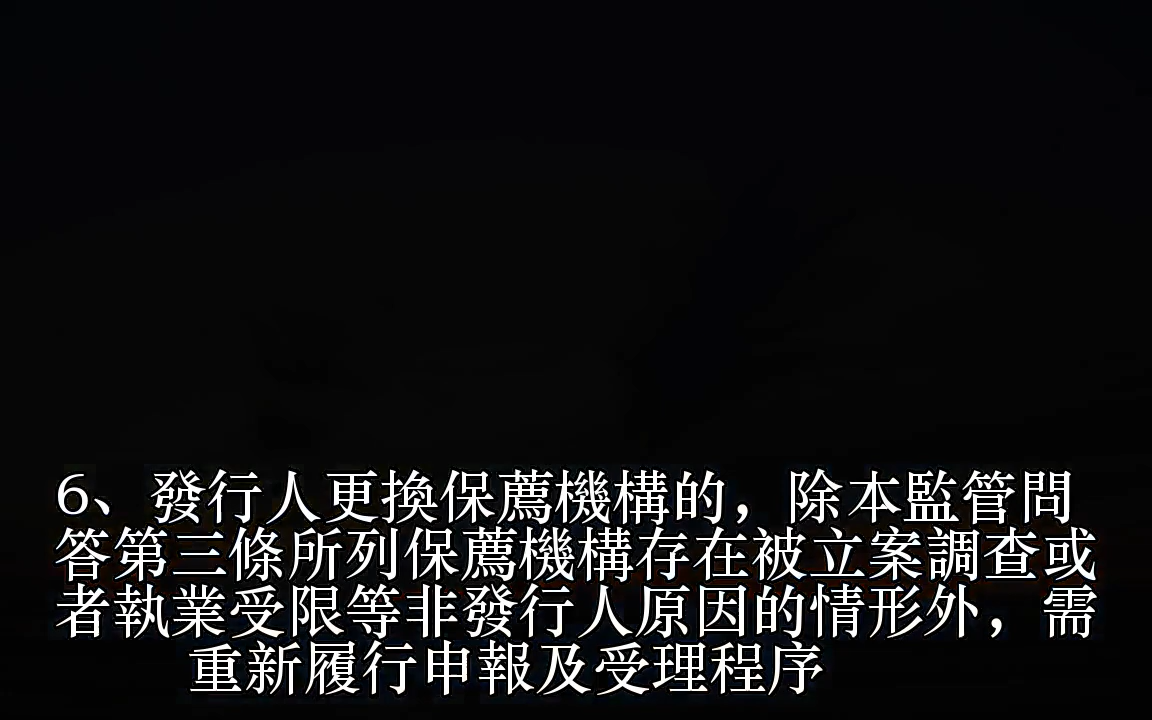 6、發行人更換保薦機構的，除本監管問
答第三條所列保薦機構存在被立案調查或
者執業受限等非發行人原因的情形外，需
重新履行申報及受理程序